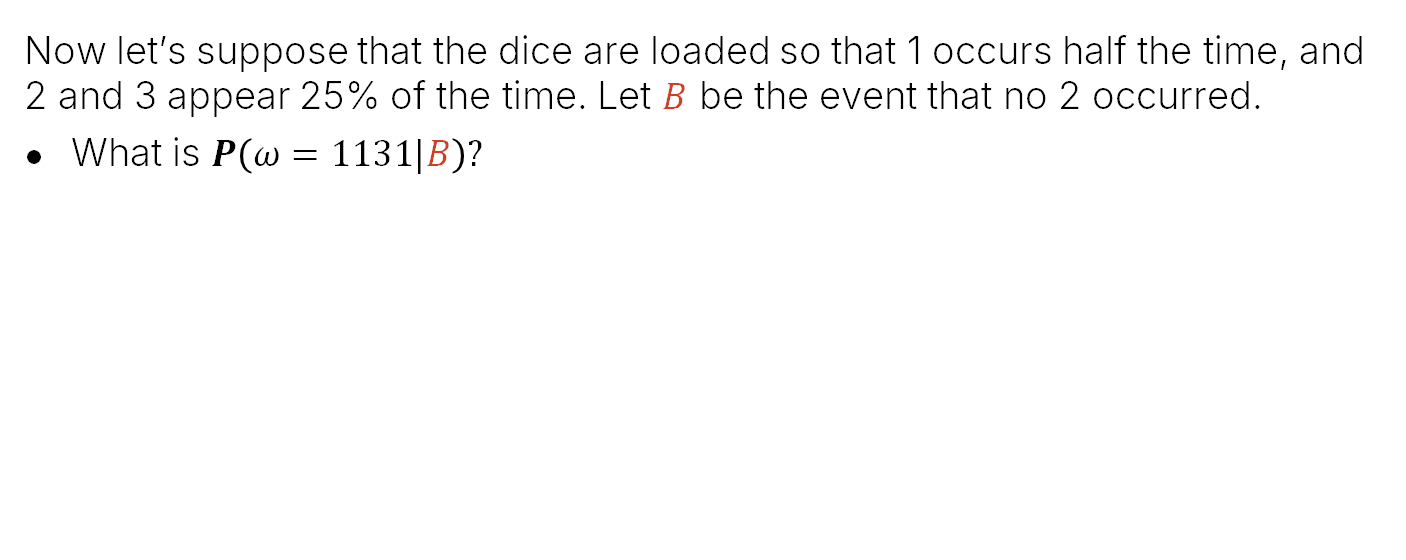 Now let’s suppose that the dice are loaded so that 1 occurs half the time, and
2 and 3 appear 25% of the time. Let B be the event that no 2 occurred.
• What is P(ω = 1131|B)?